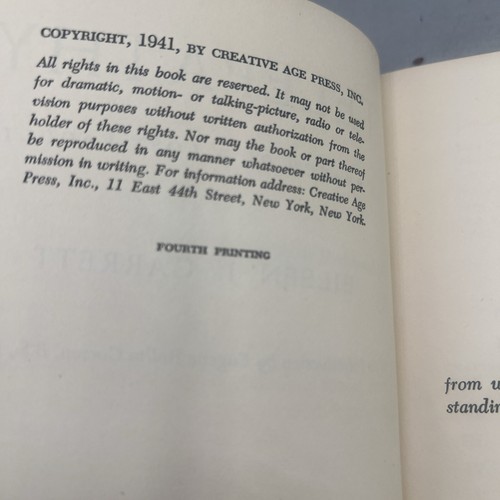 COPYRIGHT, 1941, BY CREATIVE AGE PRESS, INC.
All rights in this book are reserved. It may not be used
for dramatic, motion- or talking-picture, radio or tele-
vision purposes without written authorization from the
holder of these rights. Nor may the book or part thereof
be reproduced in any manner whatsoever without per-
mission in writing. For information address: Creative Age
Press, Inc., 11 East 44th Street, New York, New York.
FOURTH PRINTING
from